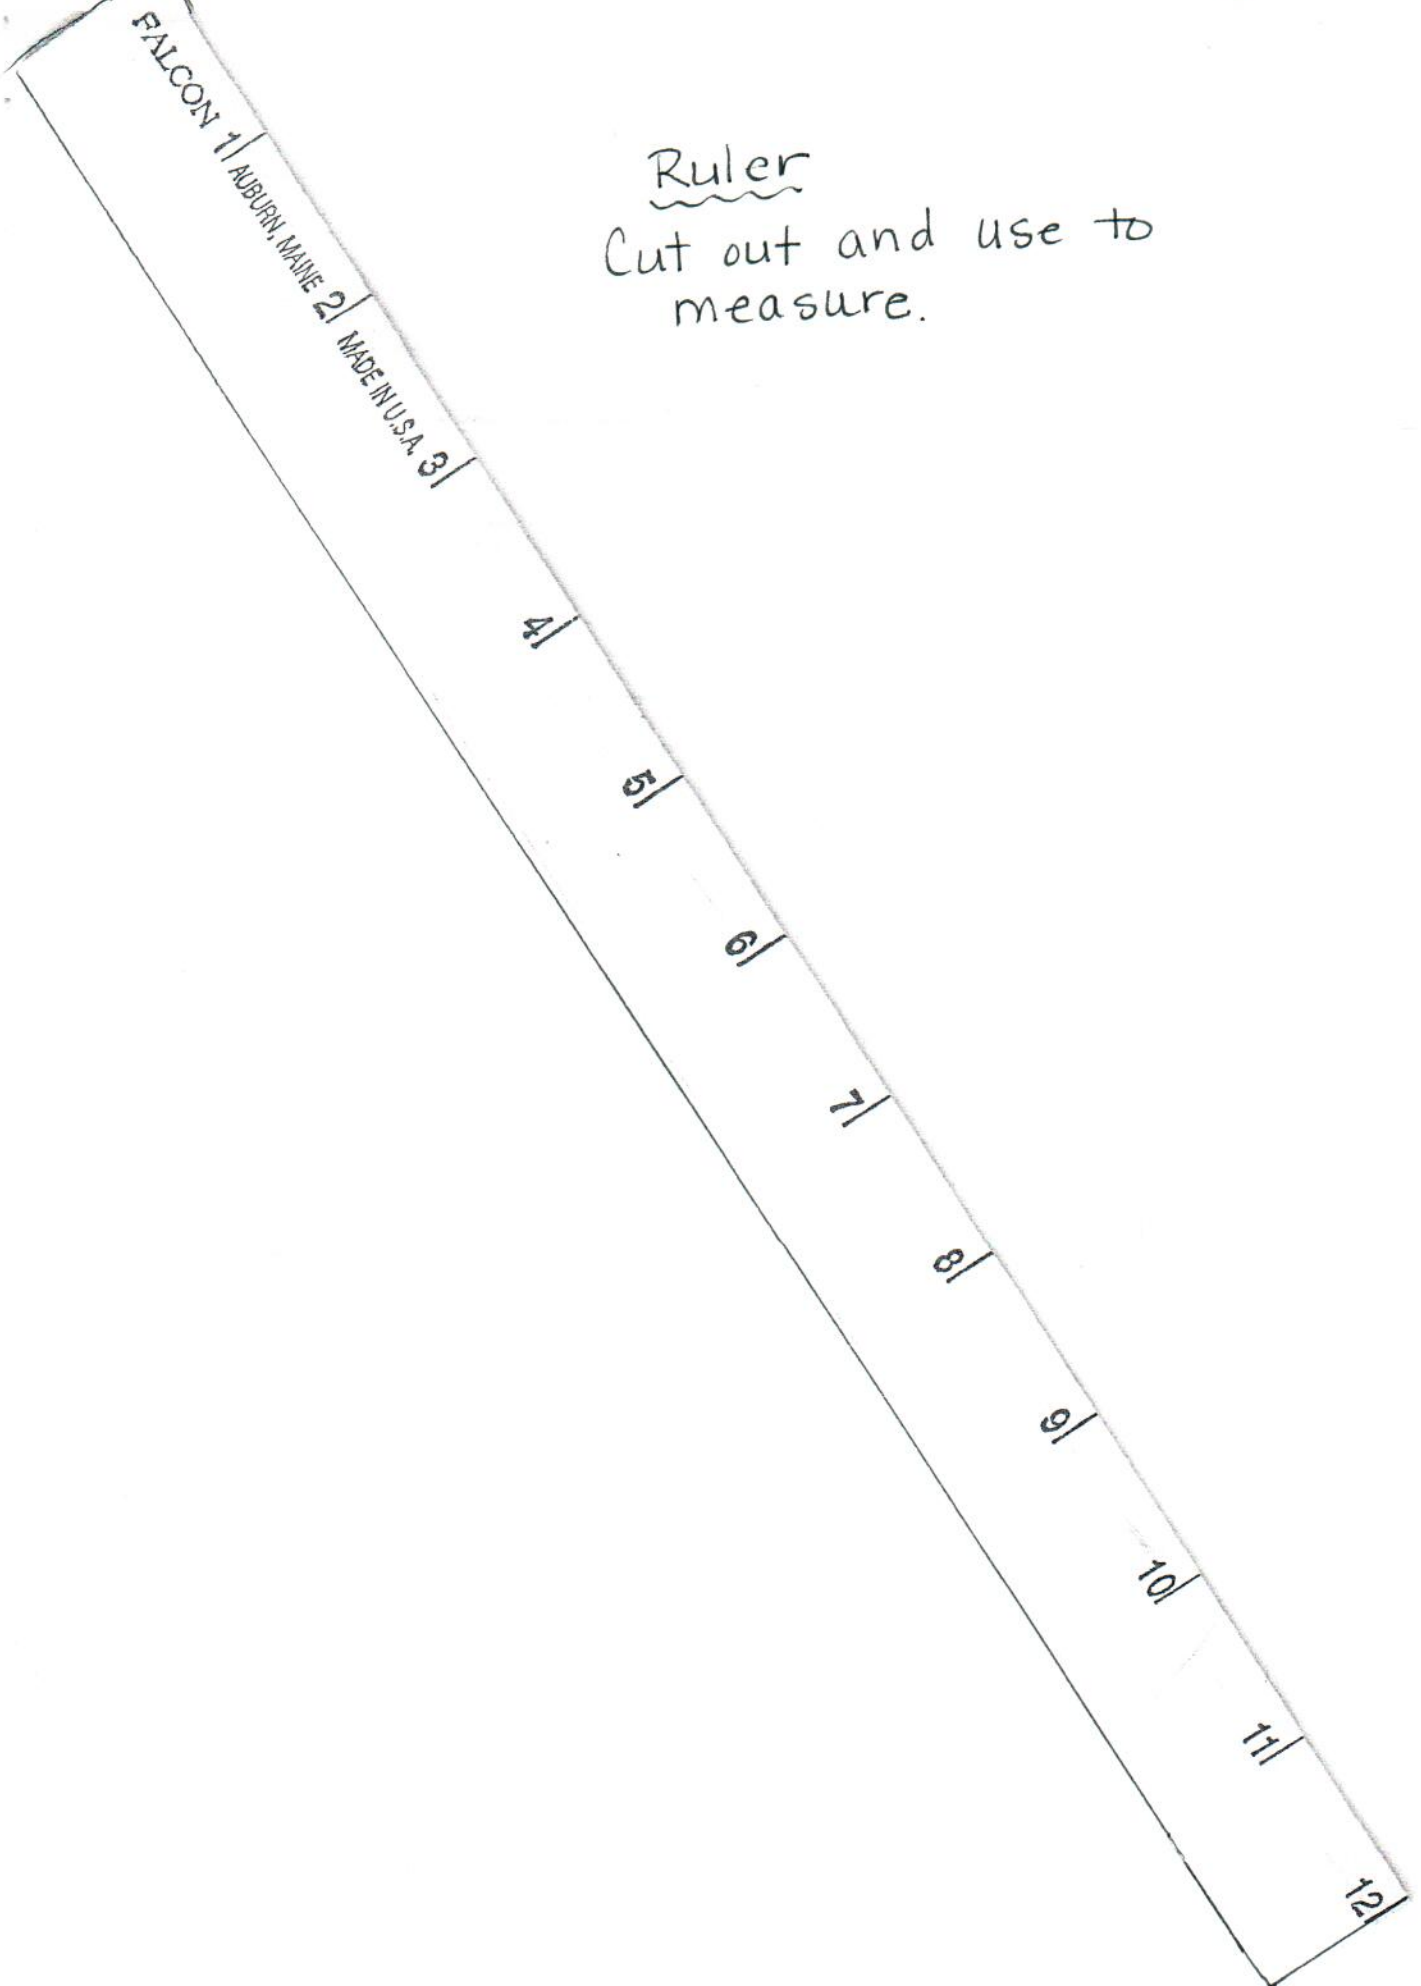 Ruler
Cut out and use to
measure.
FALCON 1 AUBURN, MAINE 2 MADE IN U.S.A. 3 4 5 6 7 8 9 10 11 12